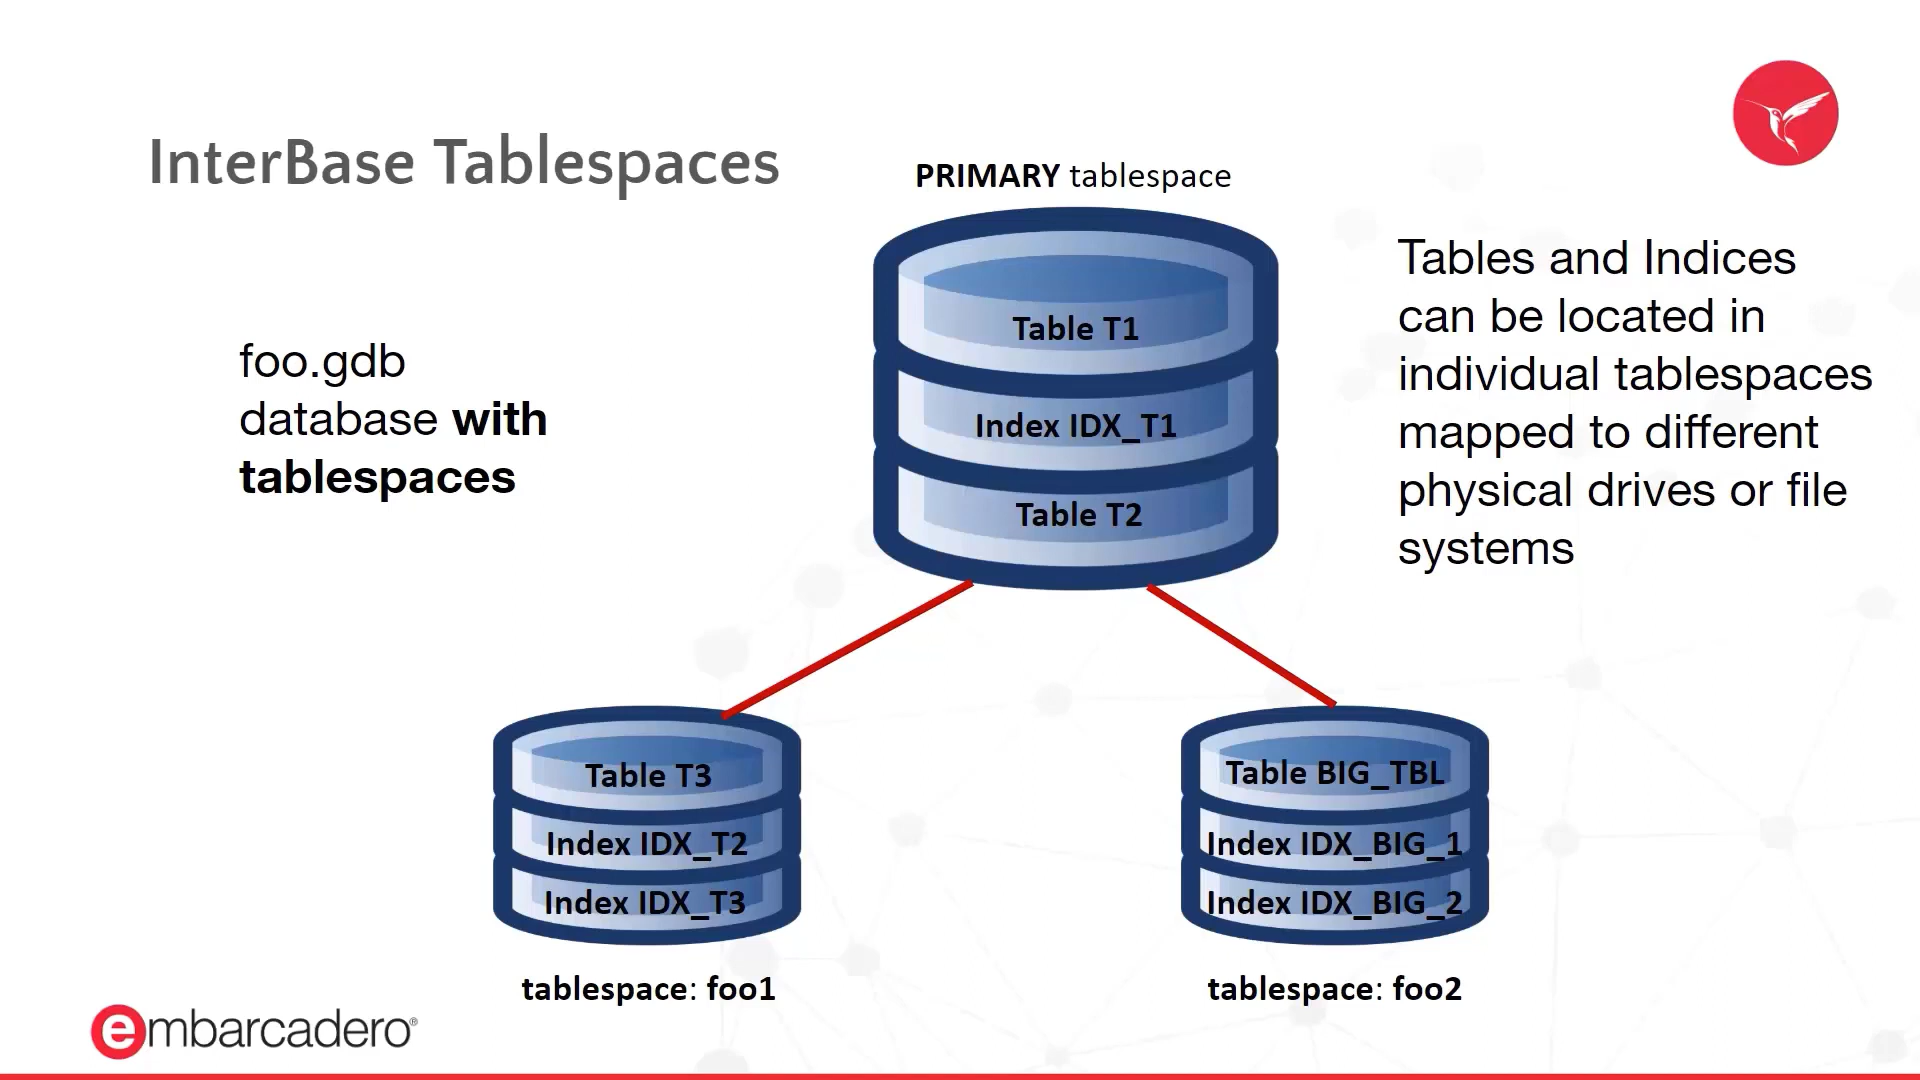 InterBase Tablespaces
PRIMARY tablespace
foo.gdb
database with
tablespaces
Table T1
Index IDX_T1
Table T2
Tables and Indices
can be located in
individual tablespaces
mapped to different
physical drives or file
systems
Table T3
Index IDX_T2
Index IDX_T3
tablespace: foo1
Table BIG_TBL
Index IDX_BIG_1
Index IDX_BIG_2
tablespace: foo2
embarcadero®